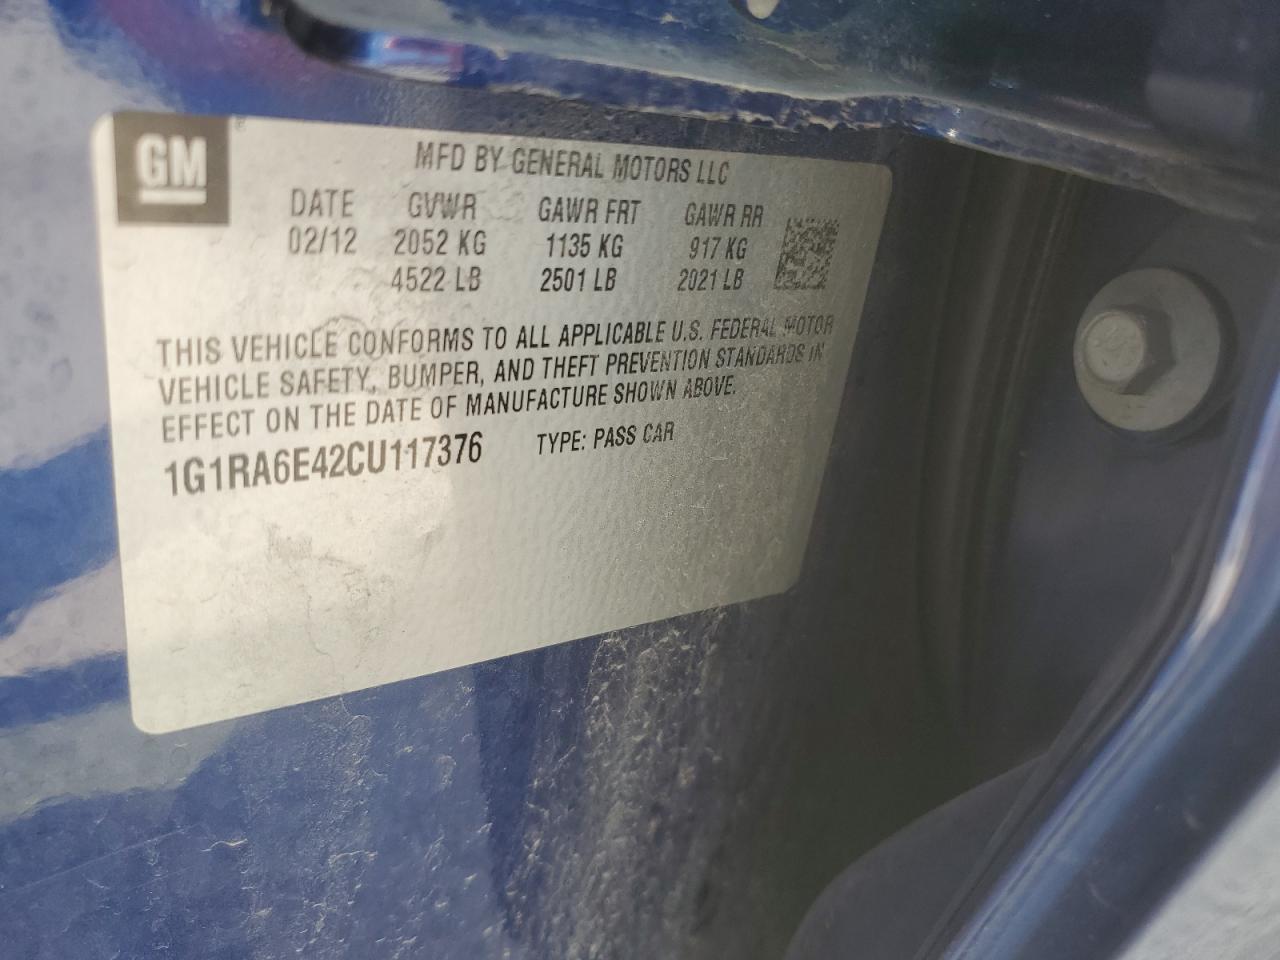 GM
MFD BY GENERAL MOTORS LLC
DATE GVWR GAWR FRT GAWR RR
02/12 2052 KG 1135 KG 917 KG
4522 LB 2501 LB 2021 LB
THIS VEHICLE CONFORMS TO ALL APPLICABLE U.S. FEDERAL MOTOR
VEHICLE SAFETY, BUMPER, AND THEFT PREVENTION STANDARDS IN
EFFECT ON THE DATE OF MANUFACTURE SHOWN ABOVE.
1G1RA6E42CU117376 TYPE: PASS CAR